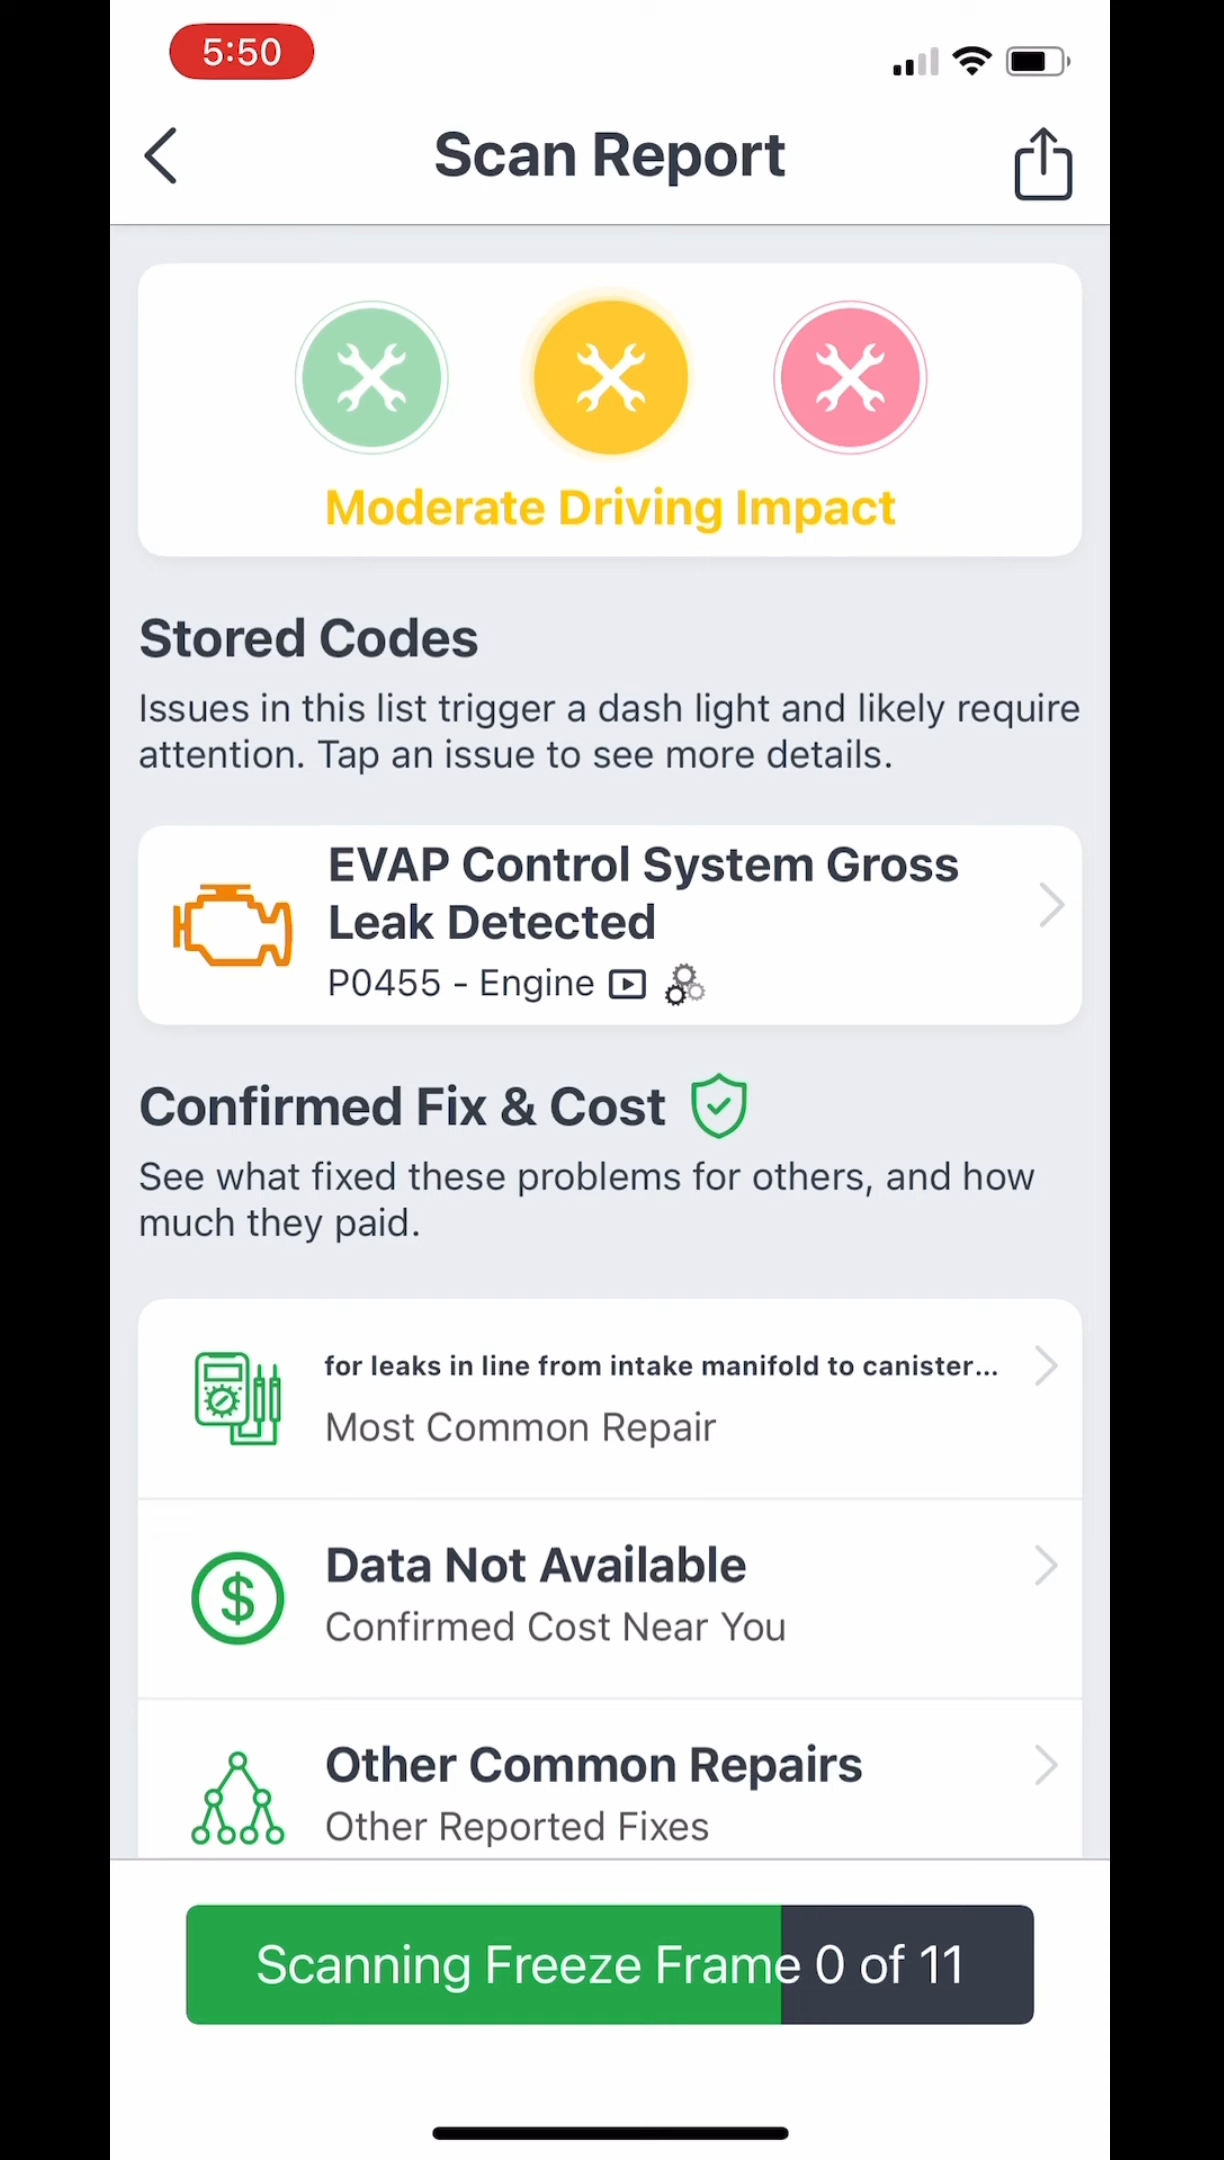 5:50
Scan Report
Moderate Driving Impact
Stored Codes
Issues in this list trigger a dash light and likely require
attention. Tap an issue to see more details.
EVAP Control System Gross
Leak Detected
P0455 - Engine
Confirmed Fix & Cost
See what fixed these problems for others, and how
much they paid.
for leaks in line from intake manifold to canister...
Most Common Repair
Data Not Available
Confirmed Cost Near You
Other Common Repairs
Other Reported Fixes
Scanning Freeze Frame 0 of 11